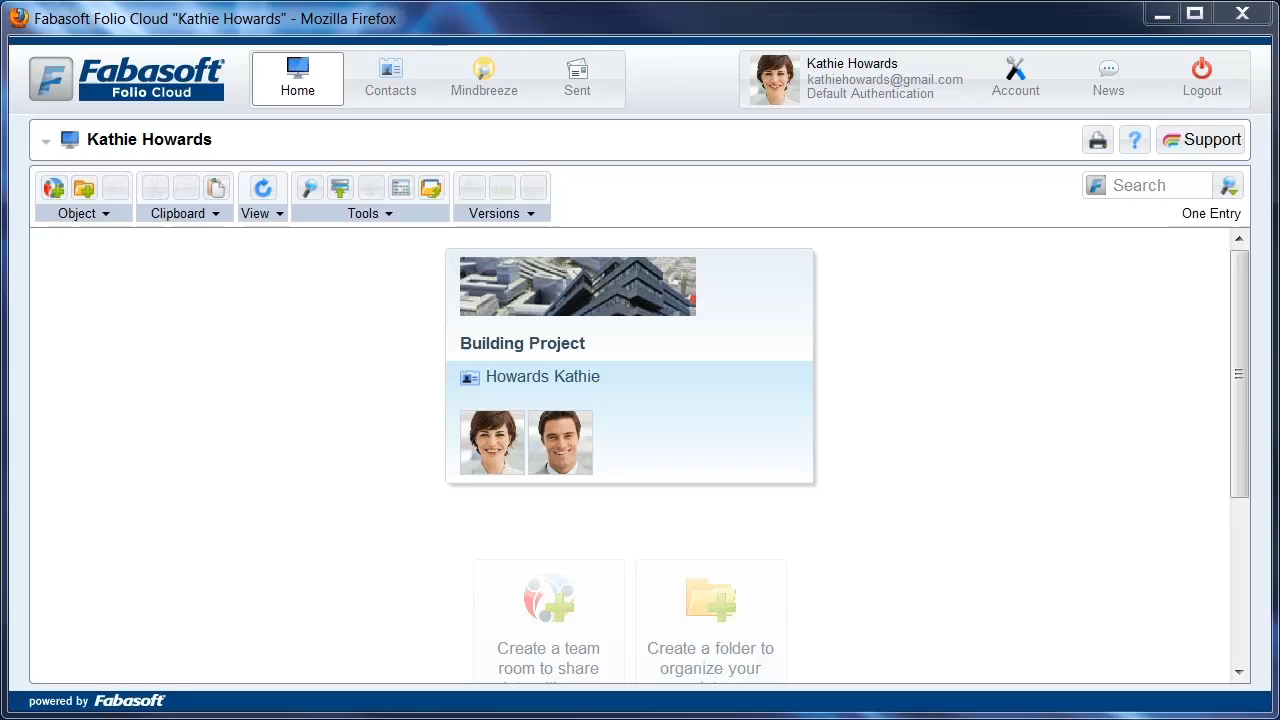 Fabasoft Folio Cloud "Kathie Howards" - Mozilla Firefox
Fabasoft
Folio Cloud
Home
Contacts
Mindbreeze
Sent
Kathie Howards
kathiehowards@gmail.com
Default Authentication
Account
News
Logout
Kathie Howards
Support
Object
Clipboard
View
Tools
Versions
Search
One Entry
Building Project
Howards Kathie
Create a team
room to share
Create a folder to
organize your
powered by Fabasoft